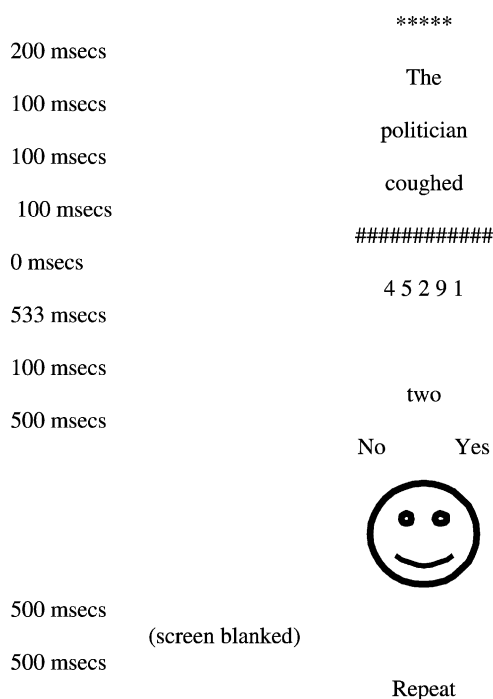 *****
200 msecs
The
100 msecs
politician
100 msecs
coughed
100 msecs
############
0 msecs
4 5 2 9 1
533 msecs
100 msecs
two
500 msecs
No Yes
500 msecs
(screen blanked)
500 msecs
Repeat